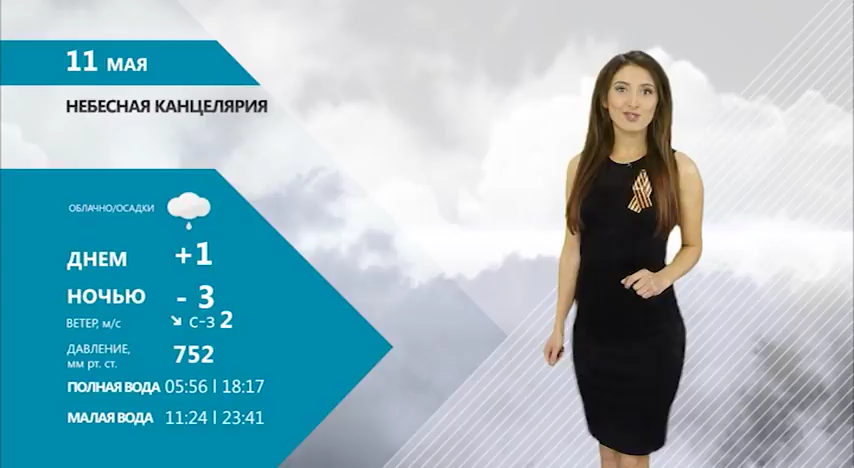 11 МАЯ
НЕБЕСНАЯ КАНЦЕЛЯРИЯ
ОБЛАЧНО/ОСАДКИ
ДНЕМ +1
НОЧЬЮ - 3
ВЕТЕР, м/с С-З 2
ДАВЛЕНИЕ,
мм рт. ст. 752
ПОЛНАЯ ВОДА 05:56 | 18:17
МАЛАЯ ВОДА 11:24 | 23:41